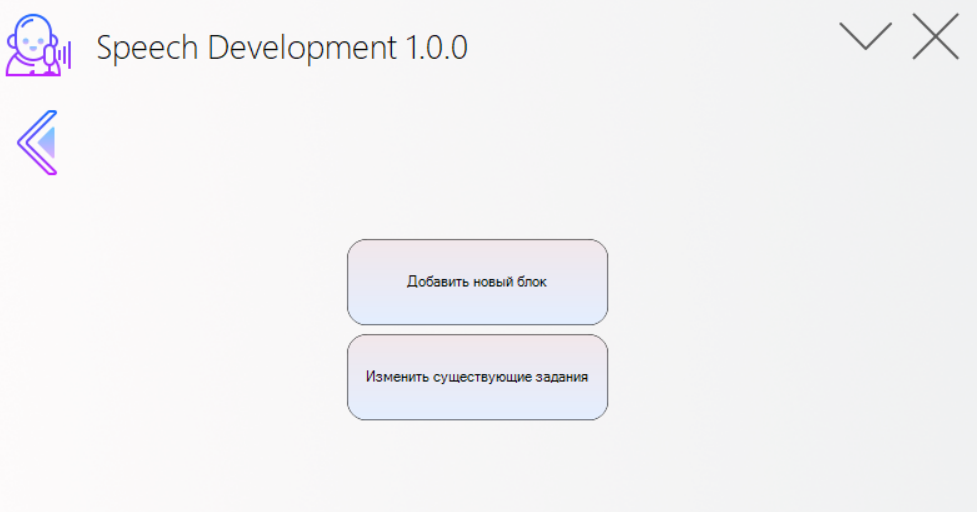 Speech Development 1.0.0
Добавить новый блок
Изменить существующие задания